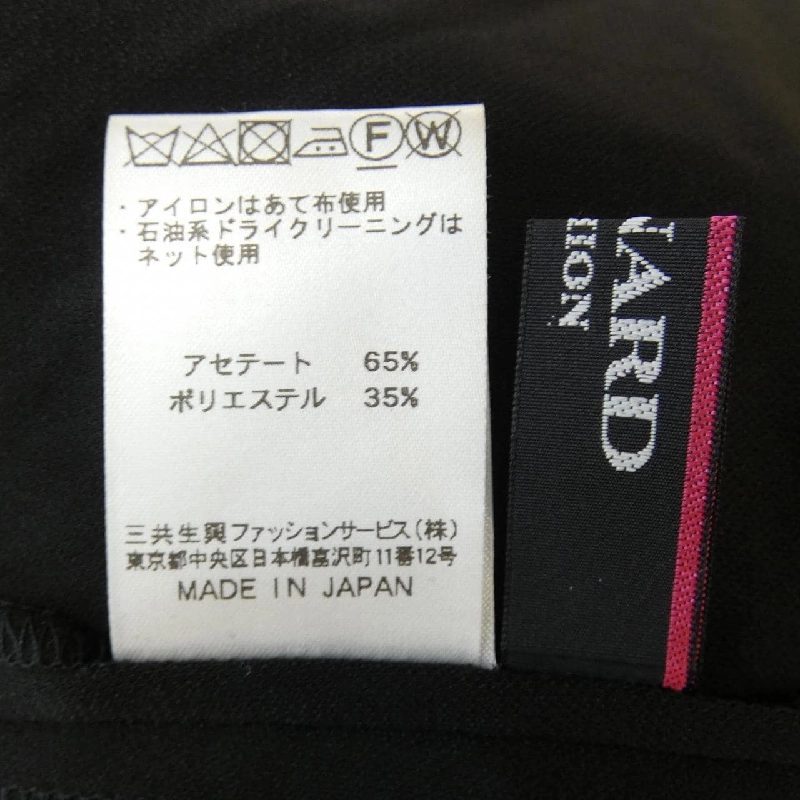 F W
・アイロンはあて布使用
・石油系ドライクリーニングは
ネット使用
アセテート 65%
ポリエステル 35%
三共生興ファッションサービス(株)
東京都中央区日本橋富沢町11番12号
MADE IN JAPAN
NARD
HION